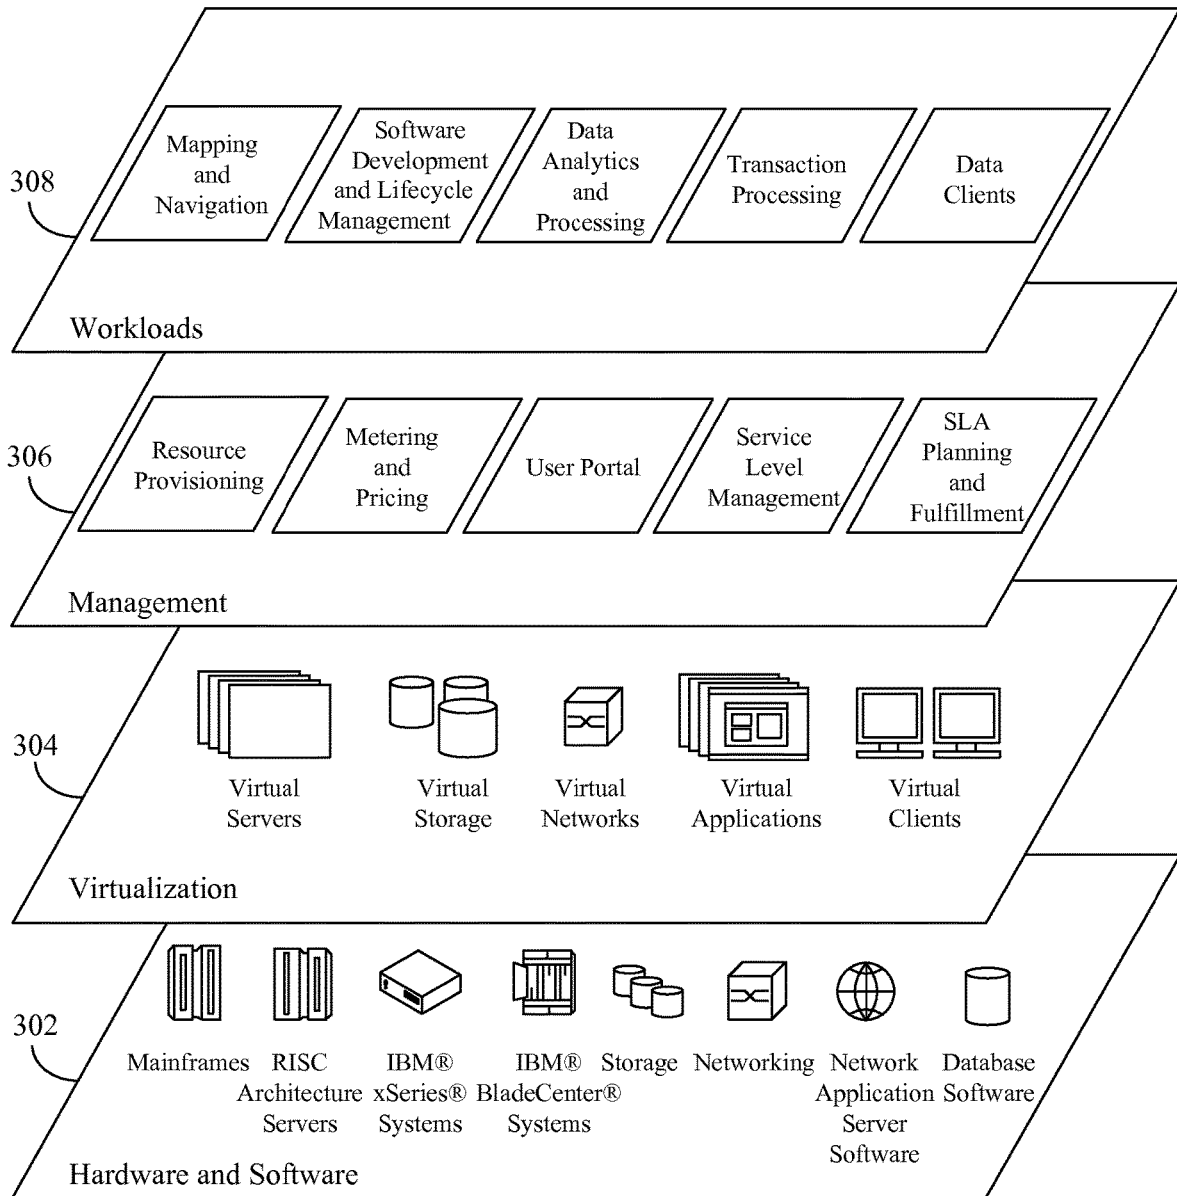 308
Mapping
and
Navigation
Software
Development
and Lifecycle
Management
Data
Analytics
and
Processing
Transaction
Processing
Data
Clients
Workloads
306
Resource
Provisioning
Metering
and
Pricing
User Portal
Service
Level
Management
SLA
Planning
and
Fulfillment
Management
304
Virtual
Servers
Virtual
Storage
Virtual
Networks
Virtual
Applications
Virtual
Clients
Virtualization
302
Mainframes
RISC
Architecture
Servers
IBM®
xSeries®
Systems
IBM®
BladeCenter®
Systems
Storage
Networking
Network
Application
Server
Software
Database
Software
Hardware and Software